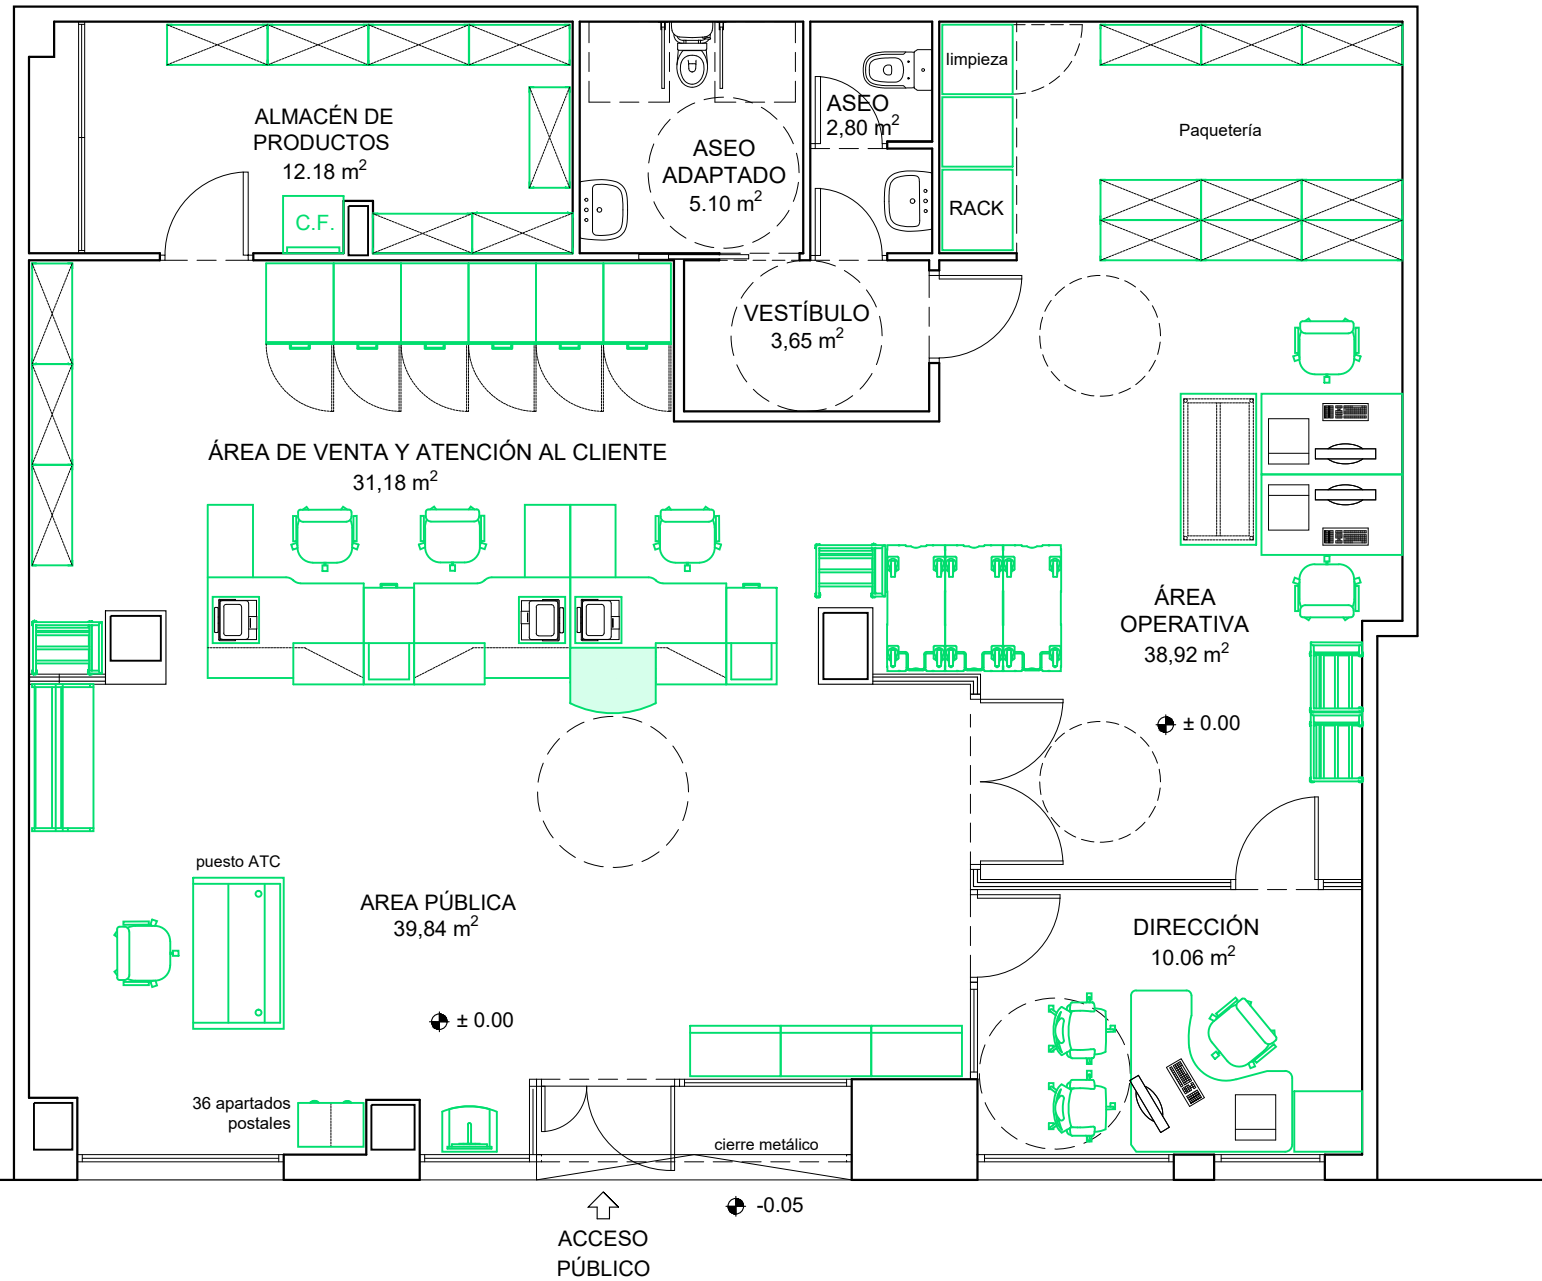 limpieza
ALMACÉN DE
PRODUCTOS
12.18 m²
ASEO
2,80 m²
Paquetería
ASEO
ADAPTADO
5.10 m²
C.F.
RACK
VESTÍBULO
3,65 m²
ÁREA DE VENTA Y ATENCIÓN AL CLIENTE
31,18 m²
ÁREA
OPERATIVA
38,92 m²
± 0.00
puesto ATC
AREA PÚBLICA
39,84 m²
DIRECCIÓN
10.06 m²
± 0.00
36 apartados
postales
cierre metálico
-0.05
ACCESO
PÚBLICO